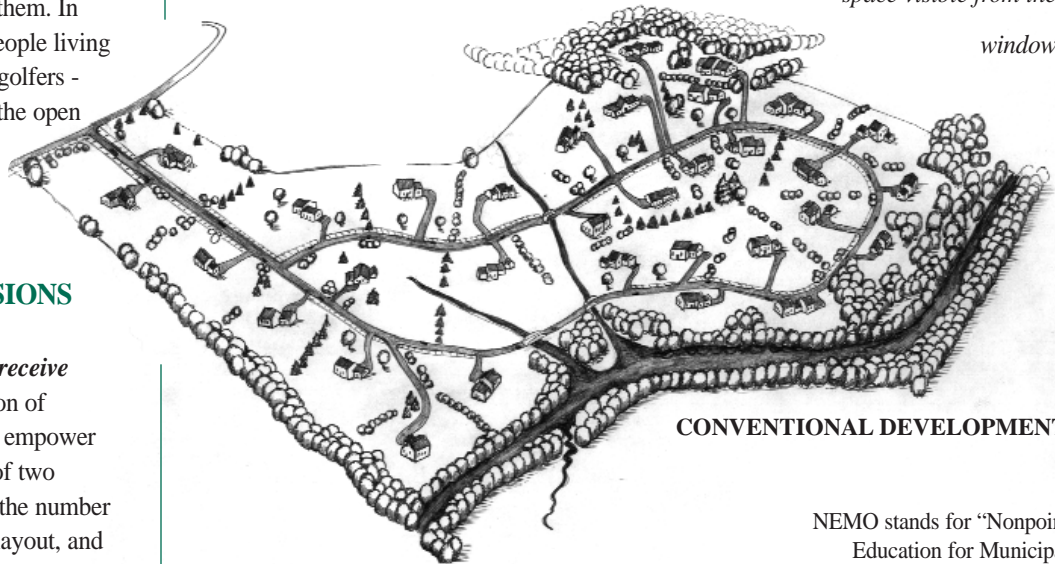 them. In
eople living
golfers -
the open
SIONS
receive
on of
empower
of two
the number
ayout, and
space visible from the
window
CONVENTIONAL DEVELOPMENT
NEMO stands for “Nonpoin
Education for Municip